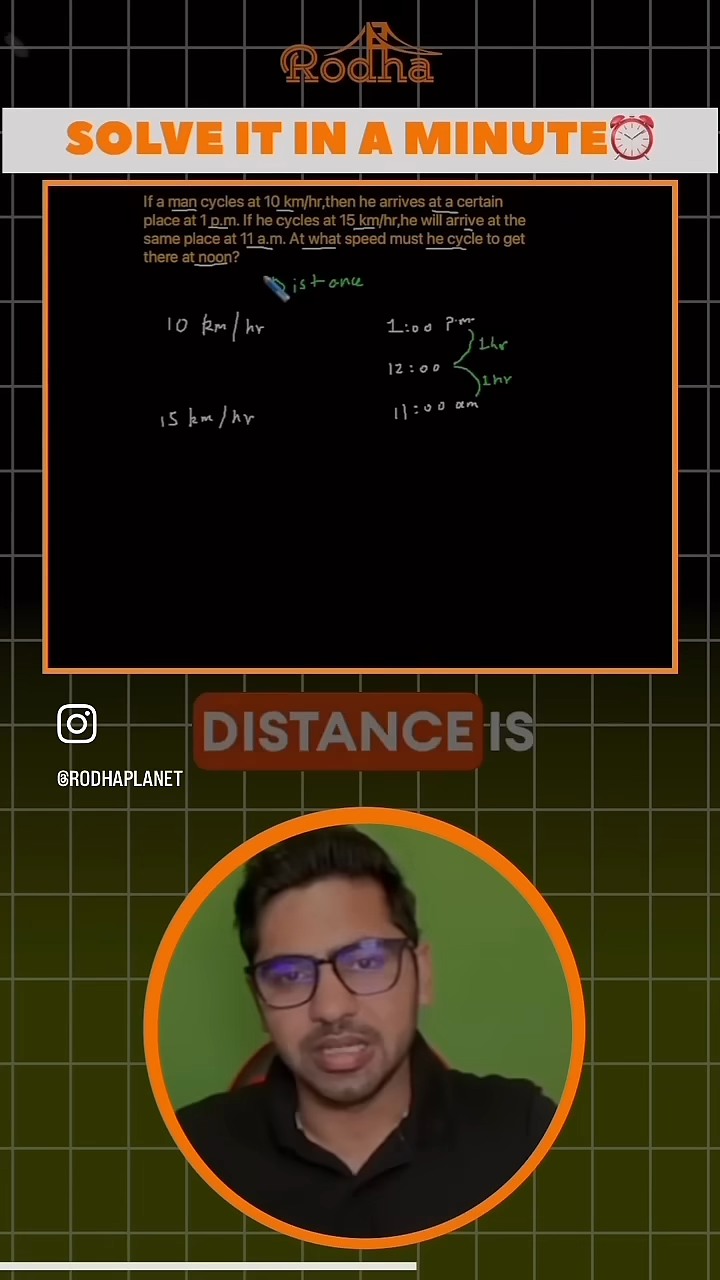 Rodha
SOLVE IT IN A MINUTE
If a man cycles at 10 km/hr,then he arrives at a certain
place at 1 p.m. If he cycles at 15 km/hr,he will arrive at the
same place at 11 a.m. At what speed must he cycle to get
there at noon?
Distance
10 km/hr
1:00 p.m
1hr
12:00
1hr
15 km/hr
11:00 am
DISTANCE IS
@RODHAPLANET